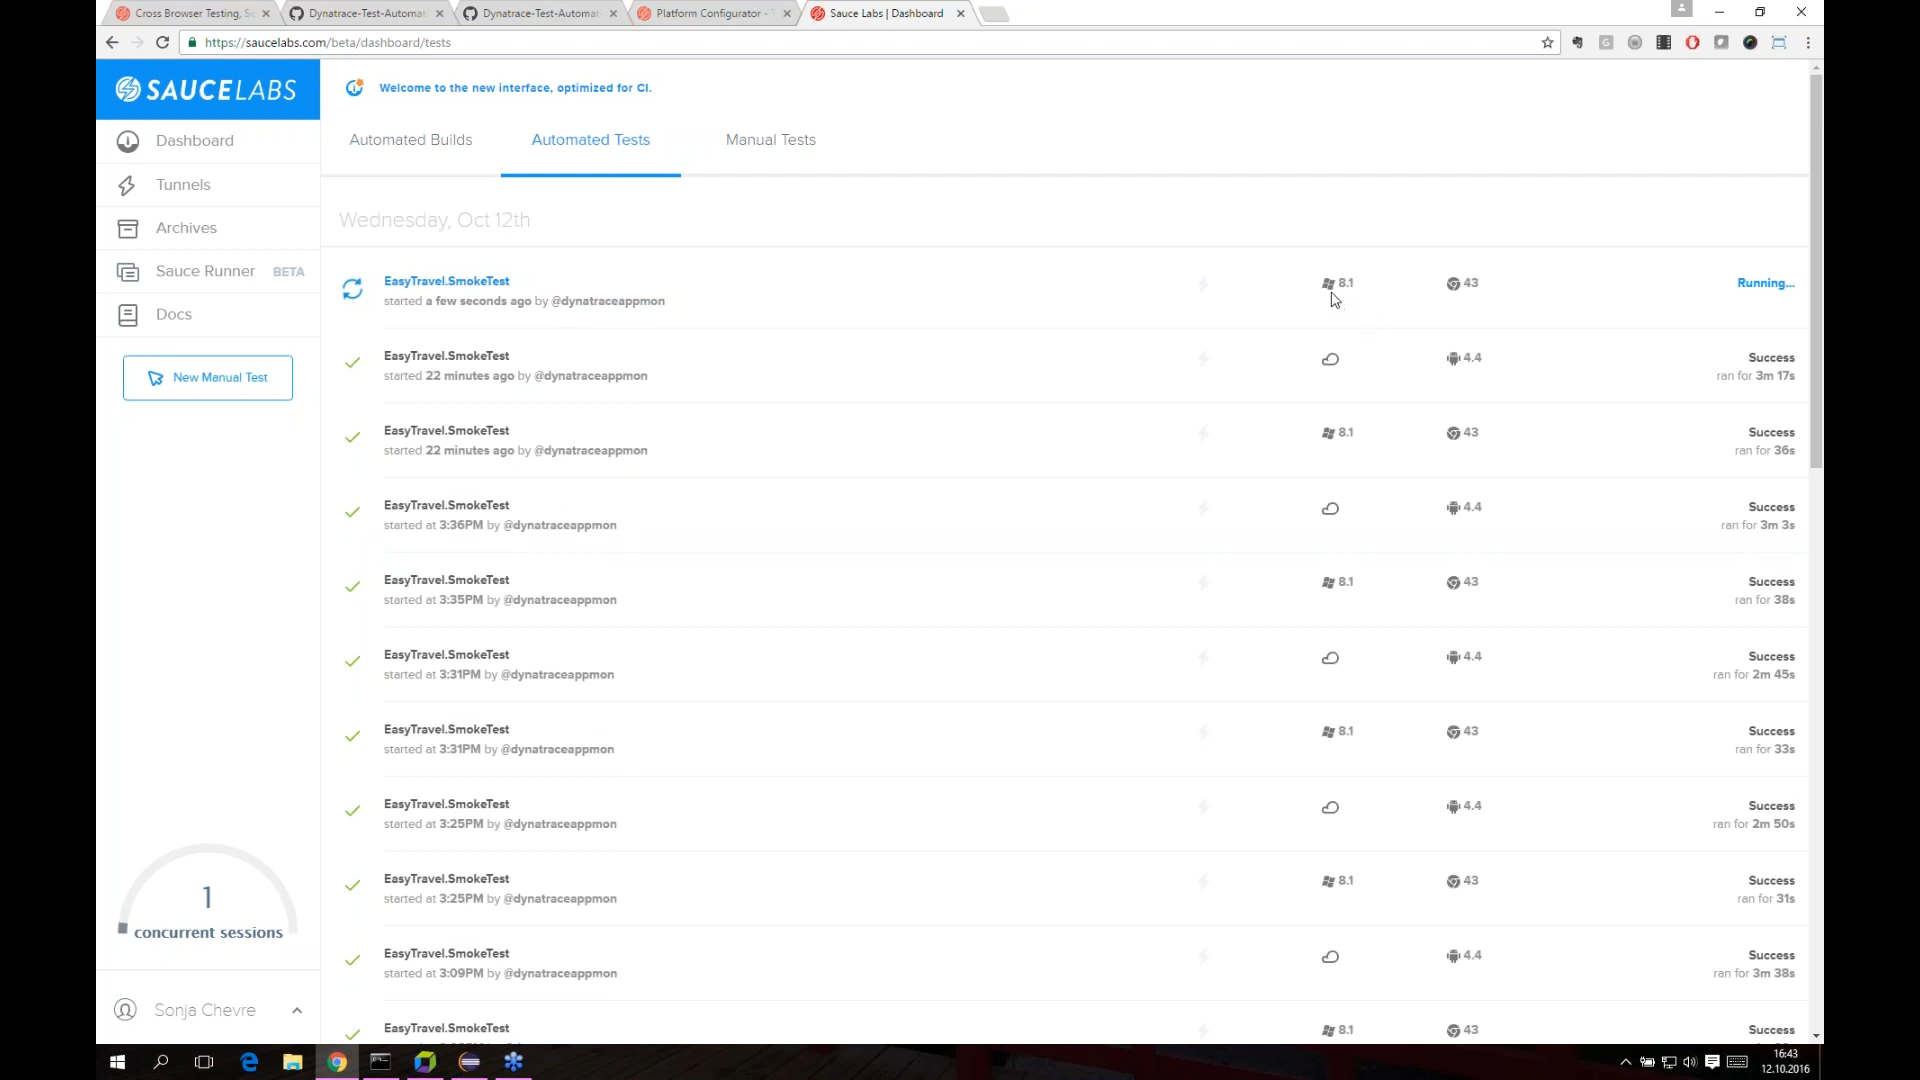 Cross Browser Testing, Se
Dynatrace-Test-Automat
Dynatrace-Test-Automat
Platform Configurator - T
Sauce Labs | Dashboard
https://saucelabs.com/beta/dashboard/tests
SAUCELABS
Welcome to the new interface, optimized for CI.
Dashboard
Tunnels
Archives
Sauce Runner BETA
Docs
New Manual Test
1
concurrent sessions
Sonja Chevre
Automated Builds
Automated Tests
Manual Tests
Wednesday, Oct 12th
EasyTravel.SmokeTest 8.1 43 Running...
started a few seconds ago by @dynatraceappmon
EasyTravel.SmokeTest 4.4 Success
started 22 minutes ago by @dynatraceappmon ran for 3m 17s
EasyTravel.SmokeTest 8.1 43 Success
started 22 minutes ago by @dynatraceappmon ran for 36s
EasyTravel.SmokeTest 4.4 Success
started at 3:36PM by @dynatraceappmon ran for 3m 3s
EasyTravel.SmokeTest 8.1 43 Success
started at 3:35PM by @dynatraceappmon ran for 38s
EasyTravel.SmokeTest 4.4 Success
started at 3:31PM by @dynatraceappmon ran for 2m 45s
EasyTravel.SmokeTest 8.1 43 Success
started at 3:31PM by @dynatraceappmon ran for 33s
EasyTravel.SmokeTest 4.4 Success
started at 3:25PM by @dynatraceappmon ran for 2m 50s
EasyTravel.SmokeTest 8.1 43 Success
started at 3:25PM by @dynatraceappmon ran for 31s
EasyTravel.SmokeTest 4.4 Success
started at 3:09PM by @dynatraceappmon ran for 3m 38s
EasyTravel.SmokeTest 8.1 43 Success
16:43
12.10.2016